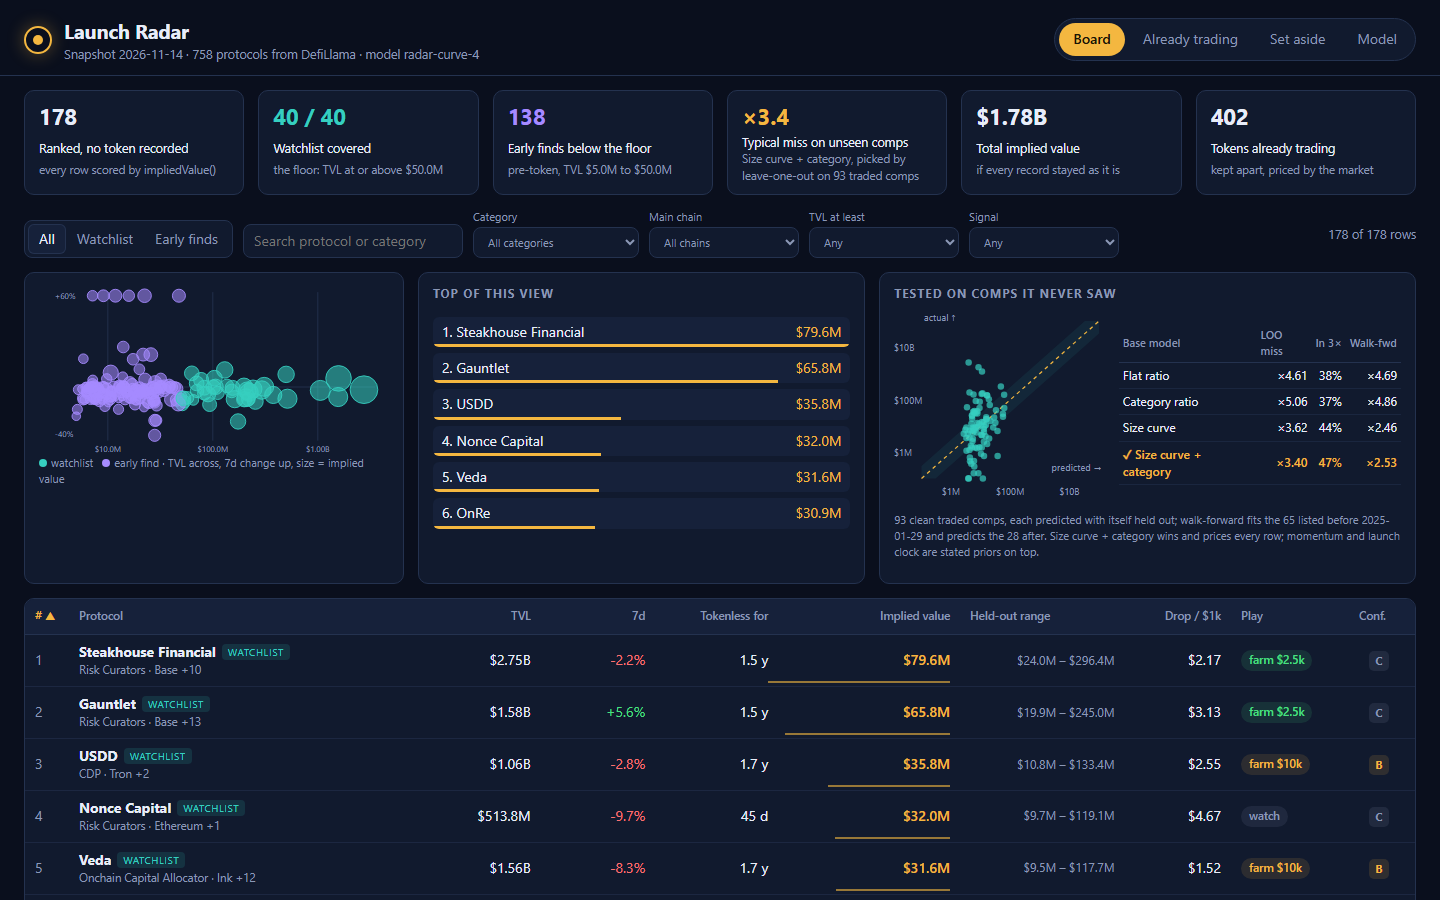 Launch Radar
Snapshot 2026-11-14 · 758 protocols from DefiLlama · model radar-curve-4
Board
Already trading
Set aside
Model
178
Ranked, no token recorded
every row scored by impliedValue()
40 / 40
Watchlist covered
the floor: TVL at or above $50.0M
138
Early finds below the floor
pre-token, TVL $5.0M to $50.0M
×3.4
Typical miss on unseen comps
Size curve + category, picked by
leave-one-out on 93 traded comps
$1.78B
Total implied value
if every record stayed as it is
402
Tokens already trading
kept apart, priced by the market
All
Watchlist
Early finds
Search protocol or category
Category
All categories
Main chain
All chains
TVL at least
Any
Signal
Any
178 of 178 rows
+60%
-40%
$10.0M
$100.0M
$1.00B
watchlist
early find · TVL across, 7d change up, size = implied
value
TOP OF THIS VIEW
1. Steakhouse Financial $79.6M
2. Gauntlet $65.8M
3. USDD $35.8M
4. Nonce Capital $32.0M
5. Veda $31.6M
6. OnRe $30.9M
TESTED ON COMPS IT NEVER SAW
actual ↑
$10B
$100M
$1M
predicted →
$1M
$100M
$10B
Base model LOO miss In 3× Walk-fwd
Flat ratio ×4.61 38% ×4.69
Category ratio ×5.06 37% ×4.86
Size curve ×3.62 44% ×2.46
✓ Size curve + category ×3.40 47% ×2.53
93 clean traded comps, each predicted with itself held out; walk-forward fits the 65 listed before 2025-
01-29 and predicts the 28 after. Size curve + category wins and prices every row; momentum and launch
clock are stated priors on top.
# ▲ Protocol TVL 7d Tokenless for Implied value Held-out range Drop / $1k Play Conf.
1 Steakhouse Financial WATCHLIST $2.75B -2.2% 1.5 y $79.6M $24.0M – $296.4M $2.17 farm $2.5k C
Risk Curators · Base +10
2 Gauntlet WATCHLIST $1.58B +5.6% 1.5 y $65.8M $19.9M – $245.0M $3.13 farm $2.5k C
Risk Curators · Base +13
3 USDD WATCHLIST $1.06B -2.8% 1.7 y $35.8M $10.8M – $133.4M $2.55 farm $10k B
CDP · Tron +2
4 Nonce Capital WATCHLIST $513.8M -9.7% 45 d $32.0M $9.7M – $119.1M $4.67 watch C
Risk Curators · Ethereum +1
5 Veda WATCHLIST $1.56B -8.3% 1.7 y $31.6M $9.5M – $117.7M $1.52 farm $10k B
Onchain Capital Allocator · Ink +12